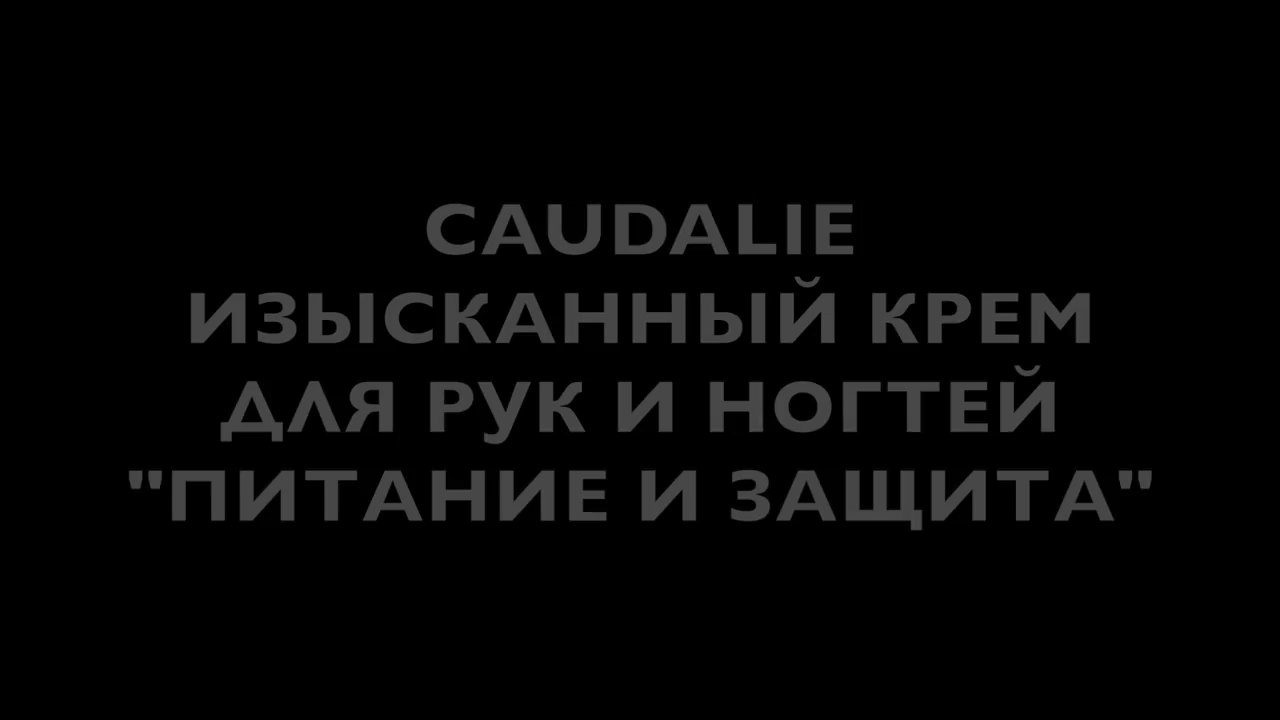 CAUDALIE
ИЗЫСКАННЫЙ КРЕМ
ДЛЯ РУК И НОГТЕЙ
"ПИТАНИЕ И ЗАЩИТА"